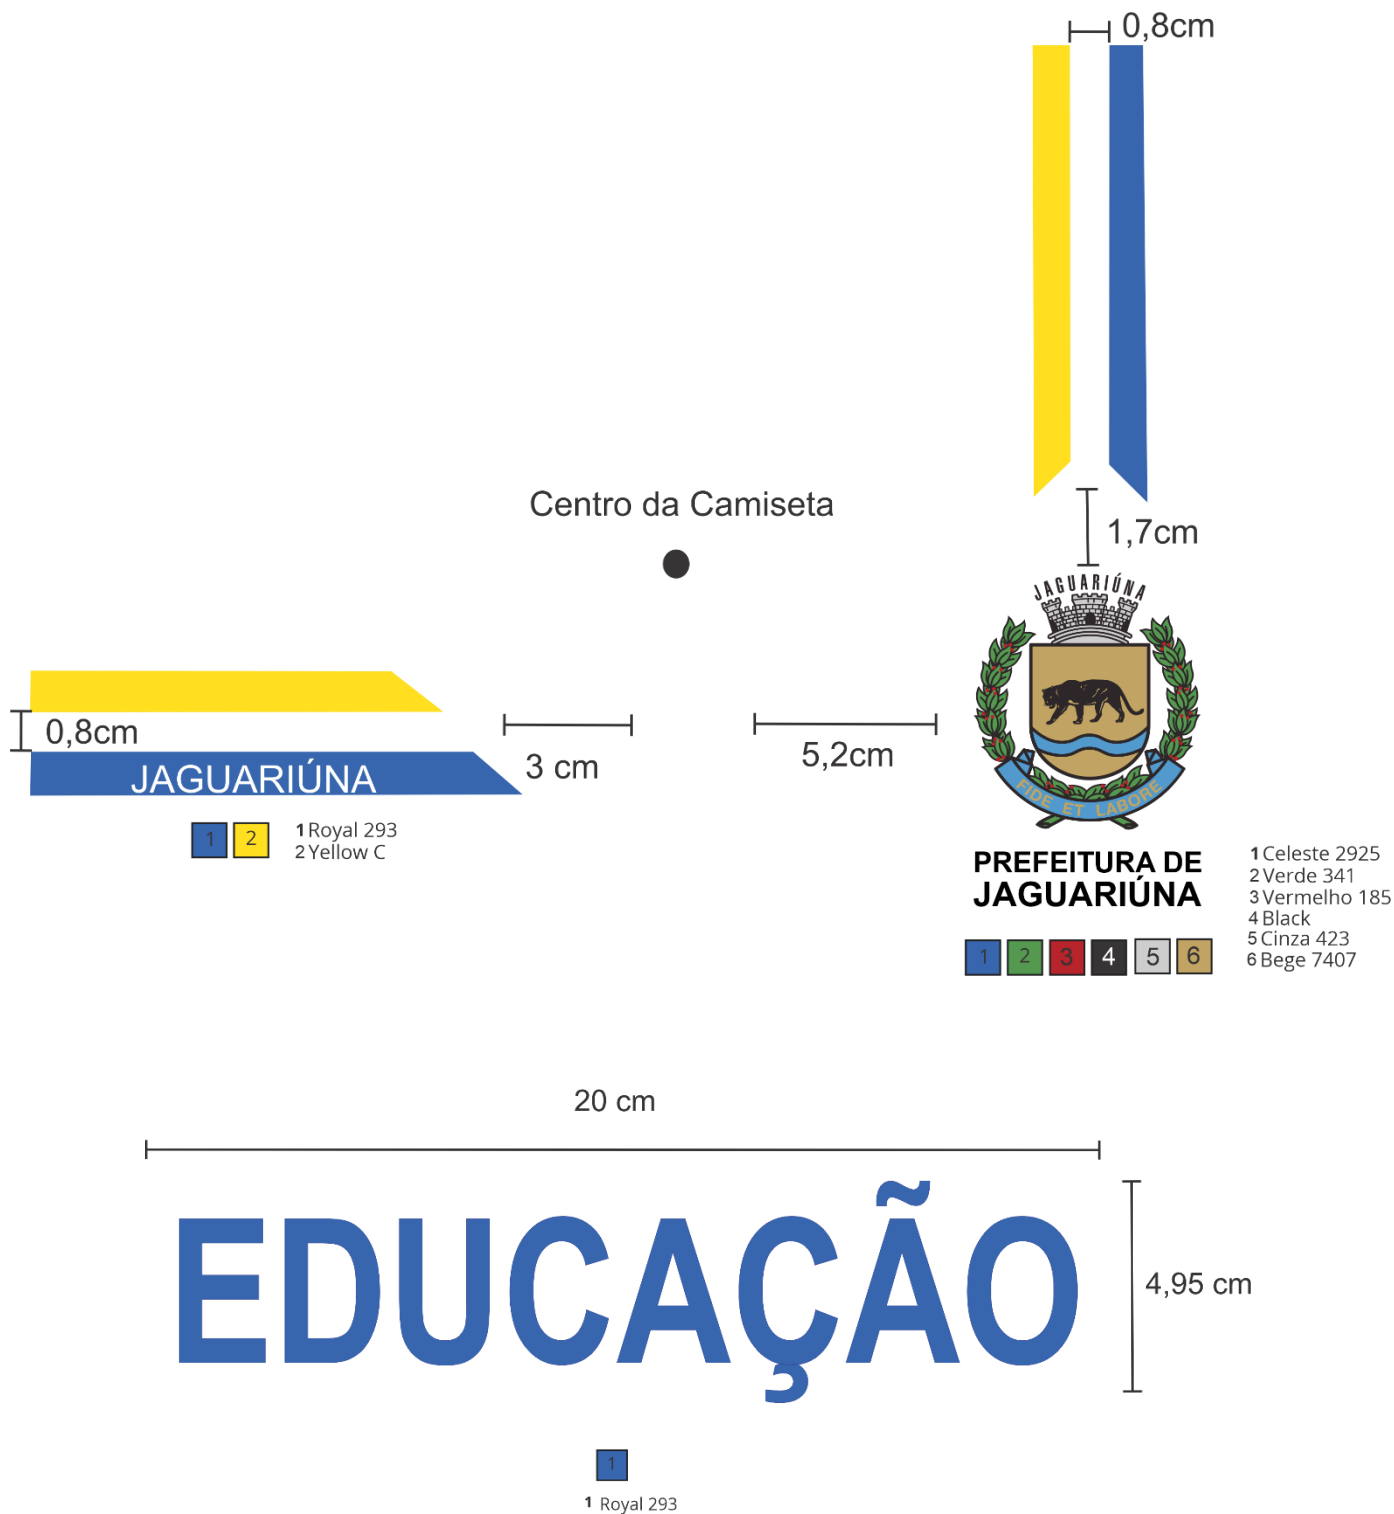 0,8cm
Centro da Camiseta
1,7cm
JAGUARIÚNA
0,8cm
JAGUARIÚNA
3 cm
5,2cm
FIDE ET LABORE
1 2
1 Royal 293
2 Yellow C
PREFEITURA DE
JAGUARIÚNA
1 Celeste 2925
2 Verde 341
3 Vermelho 185
4 Black
5 Cinza 423
6 Bege 7407
1 2 3 4 5 6
20 cm
EDUCAÇÃO
4,95 cm
1
1 Royal 293